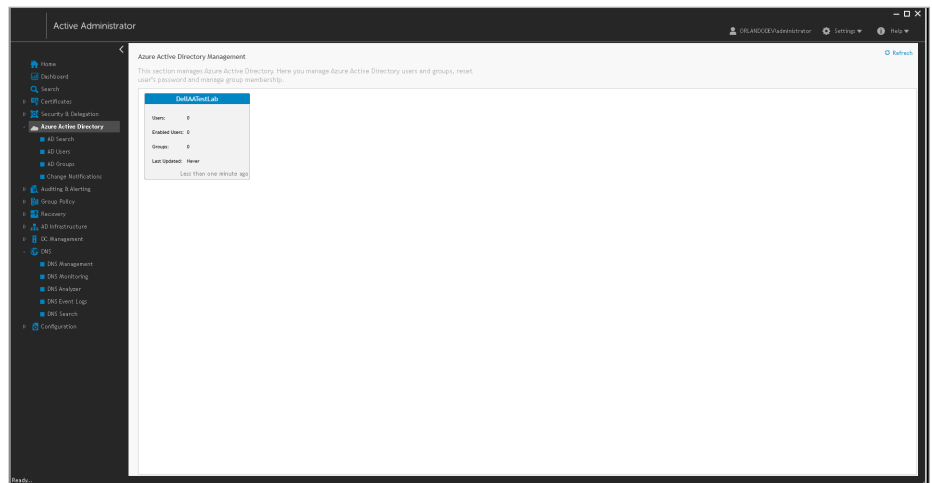 Active Administrator
ORLANDODEV\administrator
Settings
Help
Home
Dashboard
Search
Certificates
Security & Delegation
Azure Active Directory
AD Search
AD Users
AD Groups
Change Notifications
Auditing & Alerting
Group Policy
Recovery
AD Infrastructure
DC Management
DNS
DNS Management
DNS Monitoring
DNS Analyzer
DNS Event Logs
DNS Search
Configuration
Azure Active Directory Management
Refresh
This section manages Azure Active Directory. Here you manage Azure Active Directory users and groups, reset
user's password and manage group membership.
DellAATestLab
Users: 0
Enabled Users: 0
Groups: 0
Last Updated: Never
Less than one minute ago
Ready...